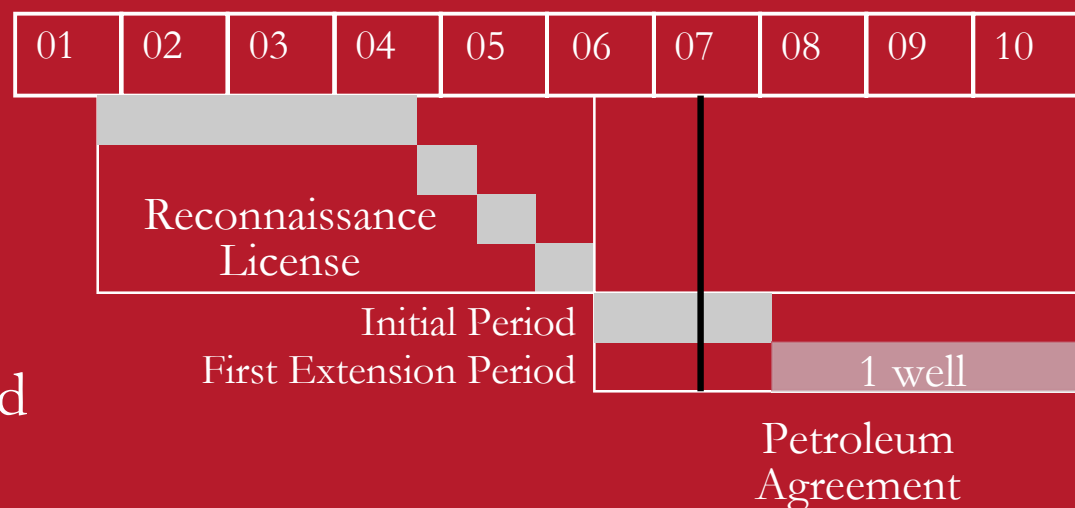 01 02 03 04 05 06 07 08 09 10
Reconnaissance
License
Initial Period
First Extension Period
1 well
d
Petroleum
Agreement